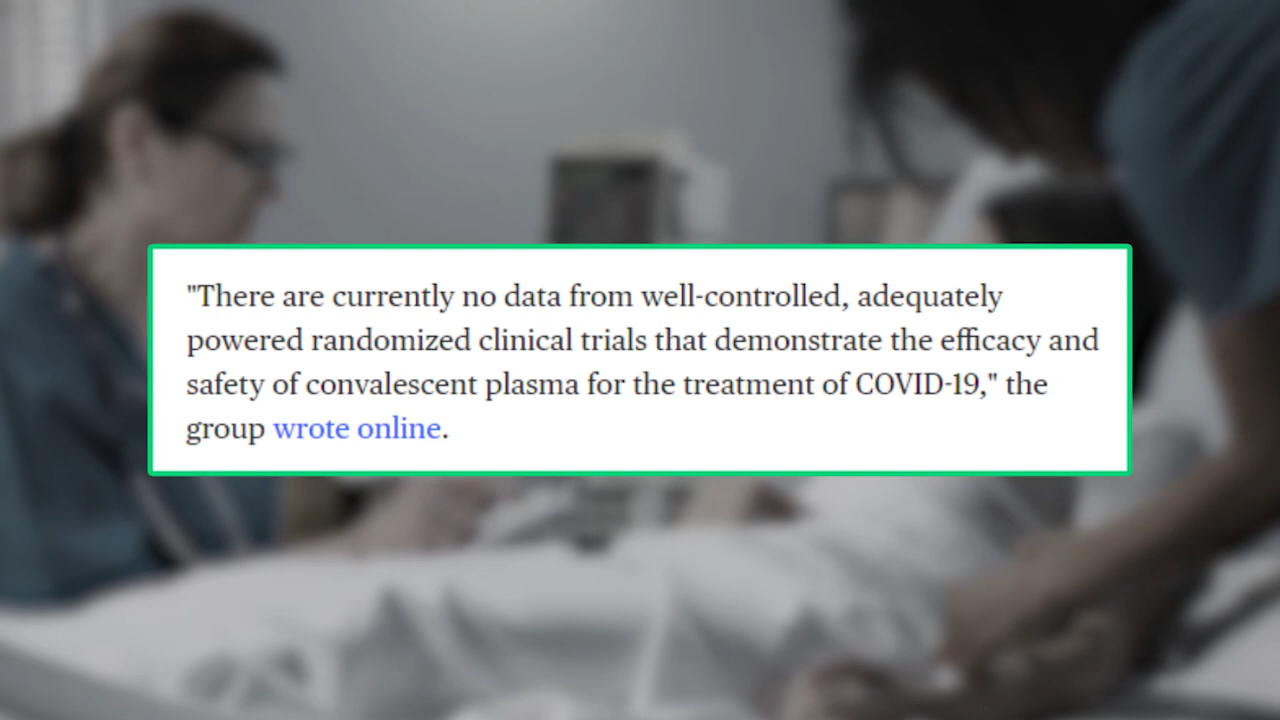 "There are currently no data from well-controlled, adequately
powered randomized clinical trials that demonstrate the efficacy and
safety of convalescent plasma for the treatment of COVID-19," the
group wrote online.